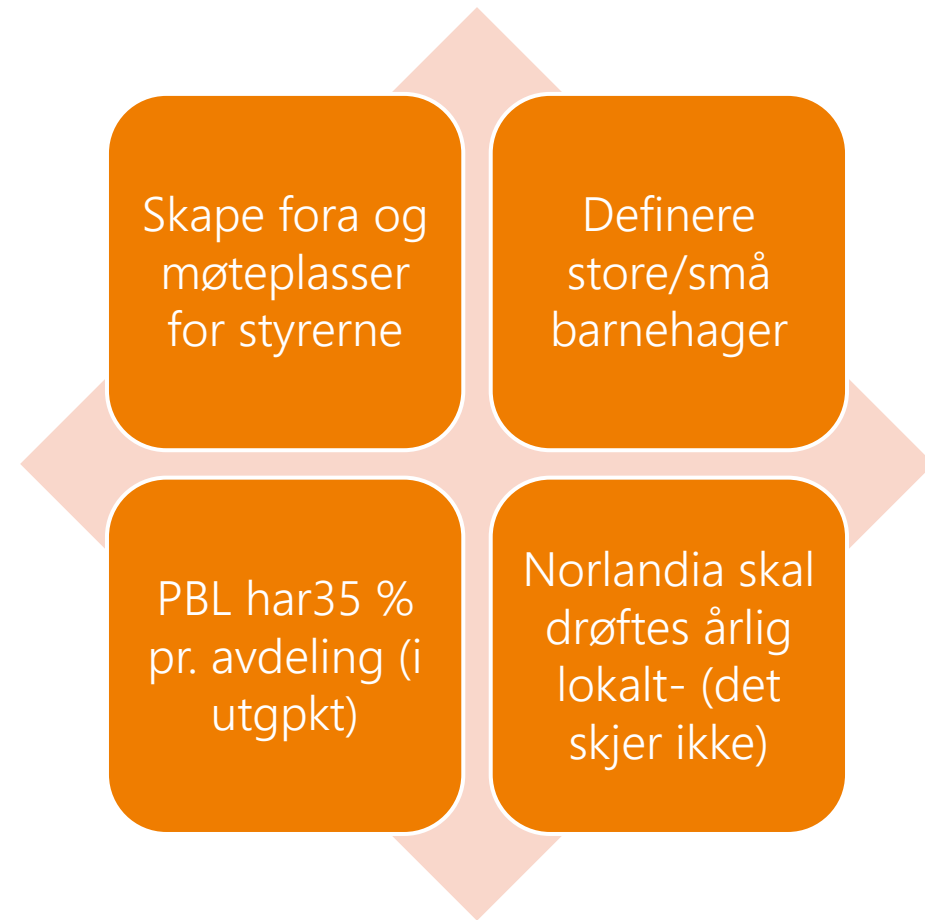 Skape fora og
møteplasser
for styrerne
Definere
store/små
barnehager
PBL har35 %
pr. avdeling (i
utgpkt)
Norlandia skal
drøftes årlig
lokalt- (det
skjer ikke)